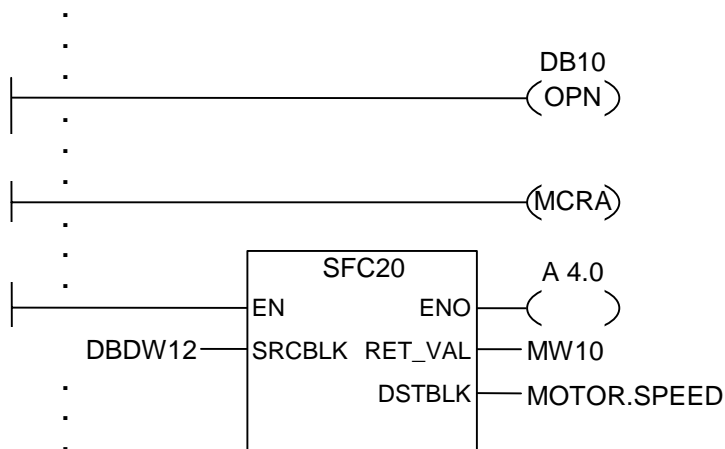 DB10
OPN
MCRA
SFC20
A 4.0
EN ENO
DBDW12 SRCBLK RET_VAL MW10
DSTBLK MOTOR.SPEED